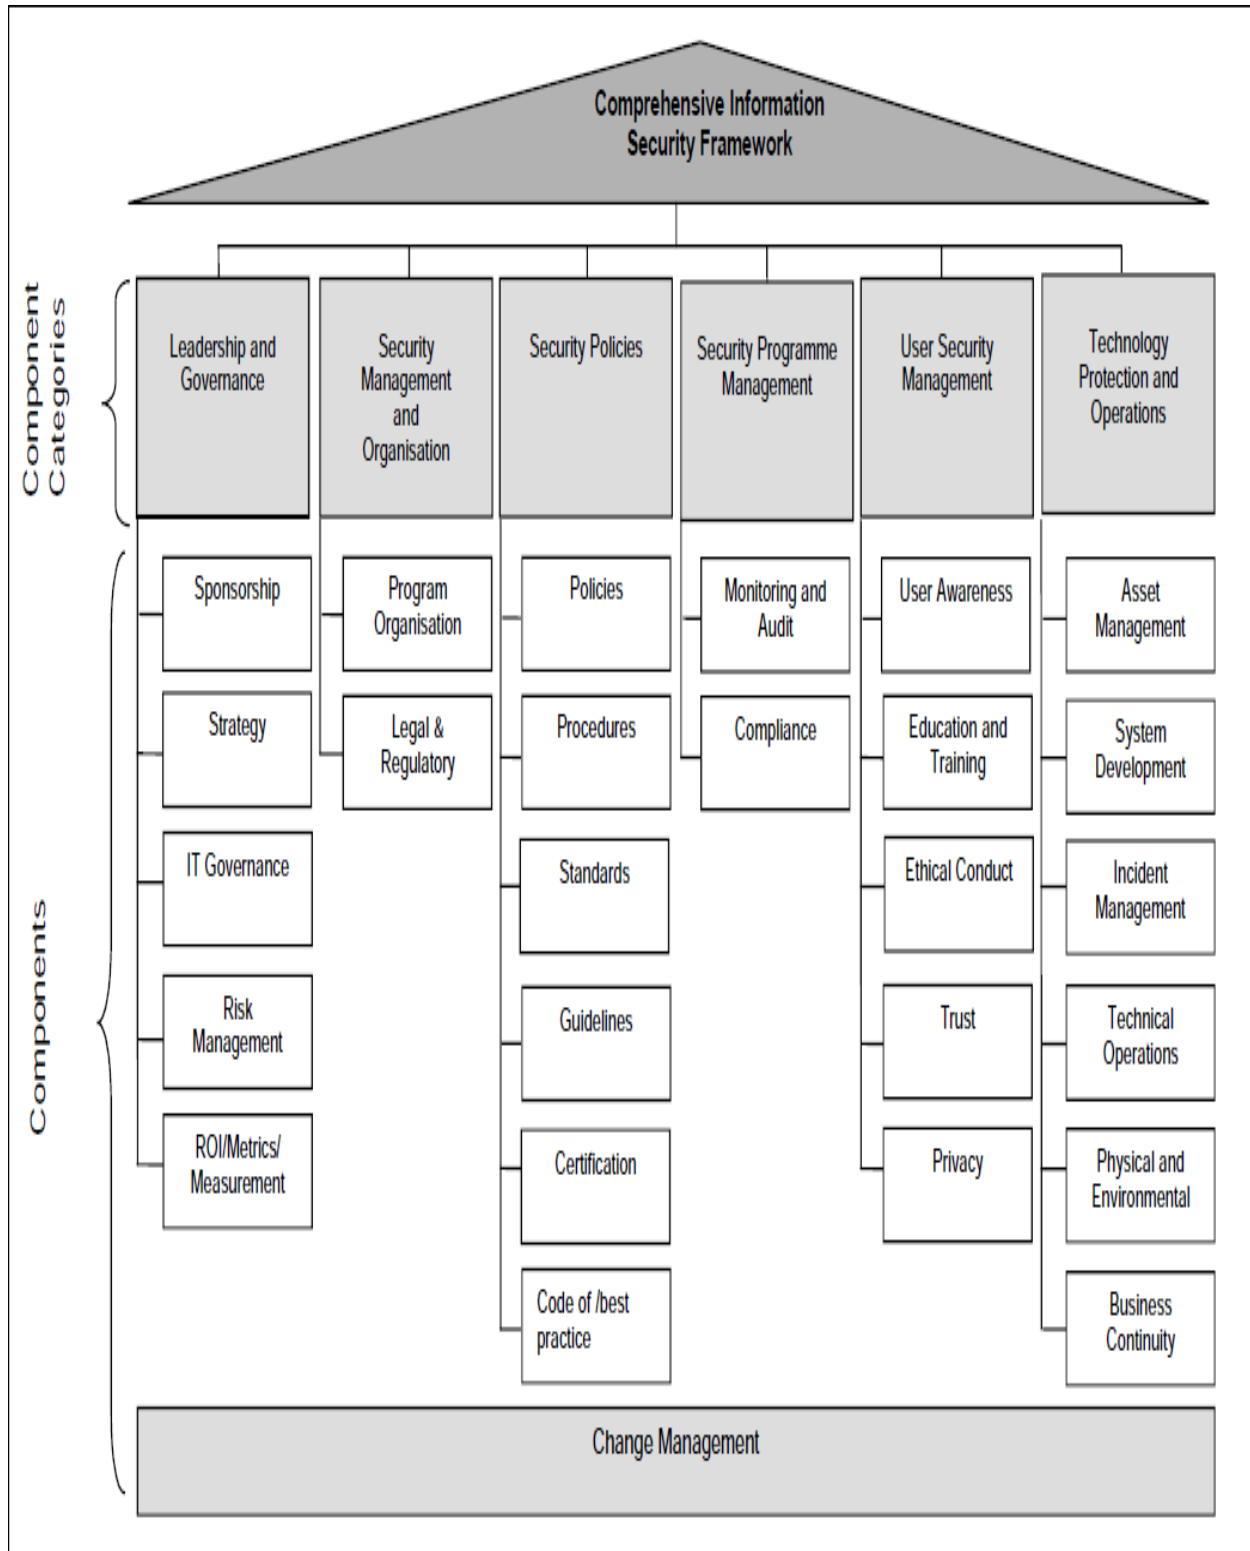 Comprehensive Information
Security Framework
Component
Categories
Leadership and
Governance
Security
Management
and
Organisation
Security Policies
Security Programme
Management
User Security
Management
Technology
Protection and
Operations
Components
Sponsorship
Strategy
IT Governance
Risk
Management
ROI/Metrics/
Measurement
Program
Organisation
Legal &
Regulatory
Policies
Procedures
Standards
Guidelines
Certification
Code of /best
practice
Monitoring and
Audit
Compliance
User Awareness
Education and
Training
Ethical Conduct
Trust
Privacy
Asset
Management
System
Development
Incident
Management
Technical
Operations
Physical and
Environmental
Business
Continuity
Change Management